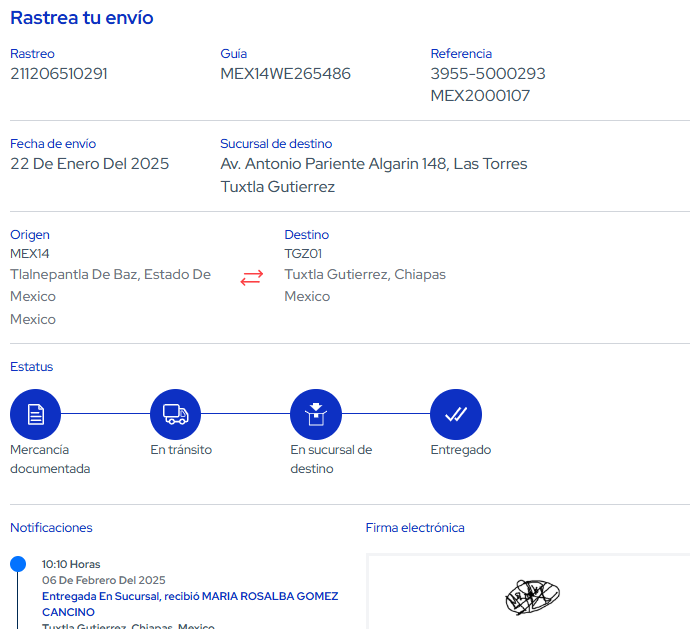 Rastrea tu envío
Rastreo
211206510291
Guía
MEX14WE265486
Referencia
3955-5000293
MEX2000107
Fecha de envío
22 De Enero Del 2025
Sucursal de destino
Av. Antonio Pariente Algarin 148, Las Torres
Tuxtla Gutierrez
Origen
MEX14
Tlalnepantla De Baz, Estado De
Mexico
Mexico
Destino
TGZ01
Tuxtla Gutierrez, Chiapas
Mexico
Estatus
Mercancía
documentada
En tránsito
En sucursal de
destino
Entregado
Notificaciones
10:10 Horas
06 De Febrero Del 2025
Entregada En Sucursal, recibió MARIA ROSALBA GOMEZ
CANCINO
Tuxtla Gutierrez, Chiapas, Mexico
Firma electrónica